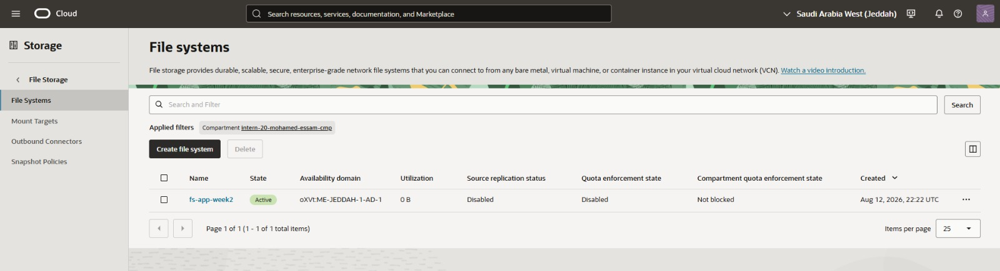 Cloud
Search resources, services, documentation, and Marketplace
Saudi Arabia West (Jeddah)
Storage
File Storage
File Systems
Mount Targets
Outbound Connectors
Snapshot Policies
File systems
File storage provides durable, scalable, secure, enterprise-grade network file systems that you can connect to from any bare metal, virtual machine, or container instance in your virtual cloud network (VCN). Watch a video introduction.
Search and Filter
Search
Applied filters Compartment intern-20-mohamed-essam-cmp
Create file system Delete
Name State Availability domain Utilization Source replication status Quota enforcement state Compartment quota enforcement state Created
fs-app-week2 Active oXVt:ME-JEDDAH-1-AD-1 0 B Disabled Disabled Not blocked Aug 12, 2026, 22:22 UTC
Page 1 of 1 (1 - 1 of 1 total items) Items per page 25